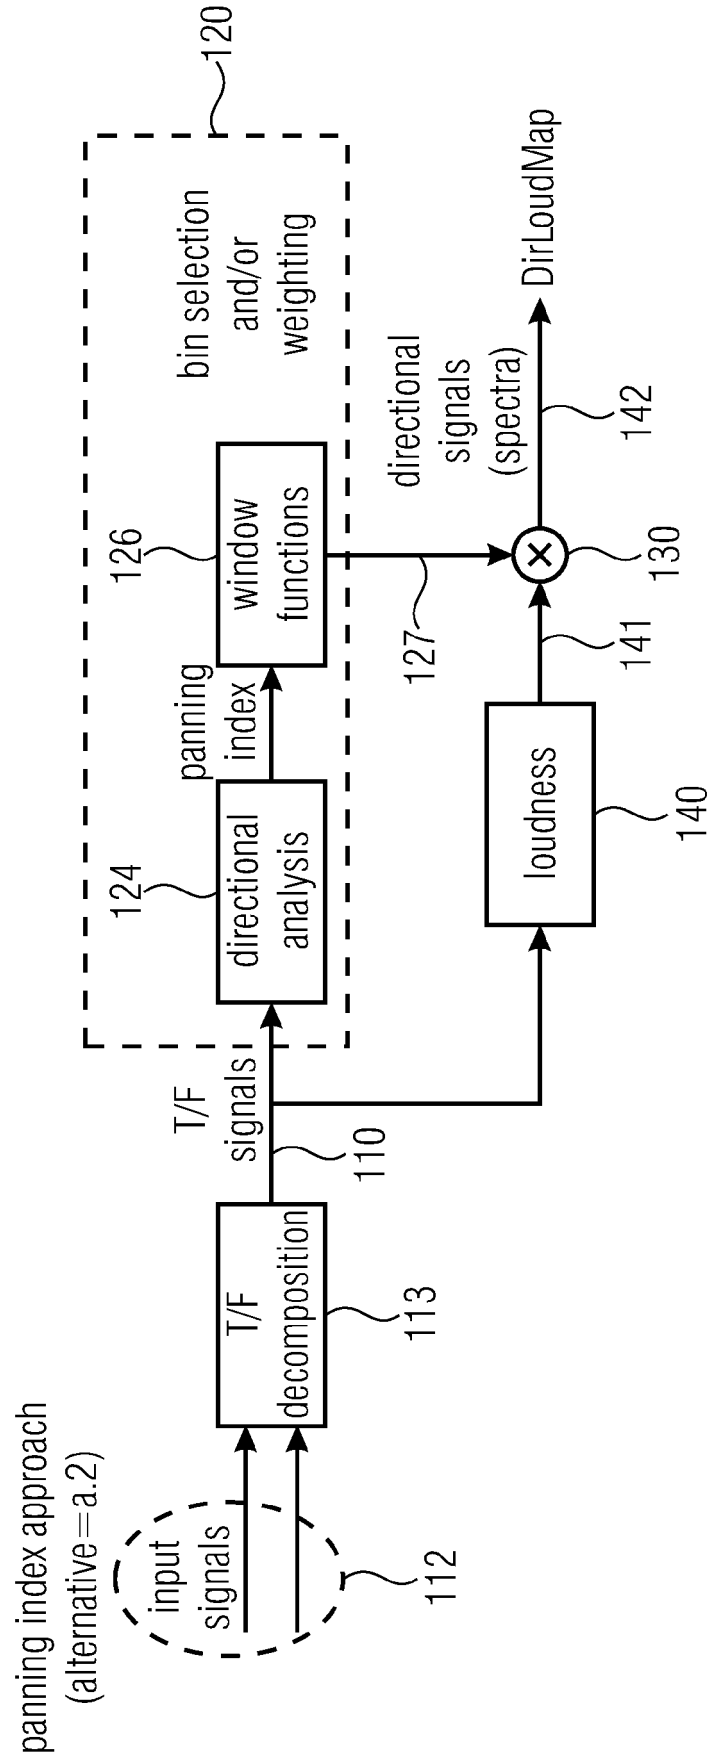 panning index approach
(alternative=a.2)
input
signals
112
T/F
decomposition
113
T/F
signals
110
124
directional
analysis
panning
index
126
window
functions
bin selection
and/or
weighting
120
127
loudness
140
141
130
directional
signals
(spectra)
142
DirLoudMap